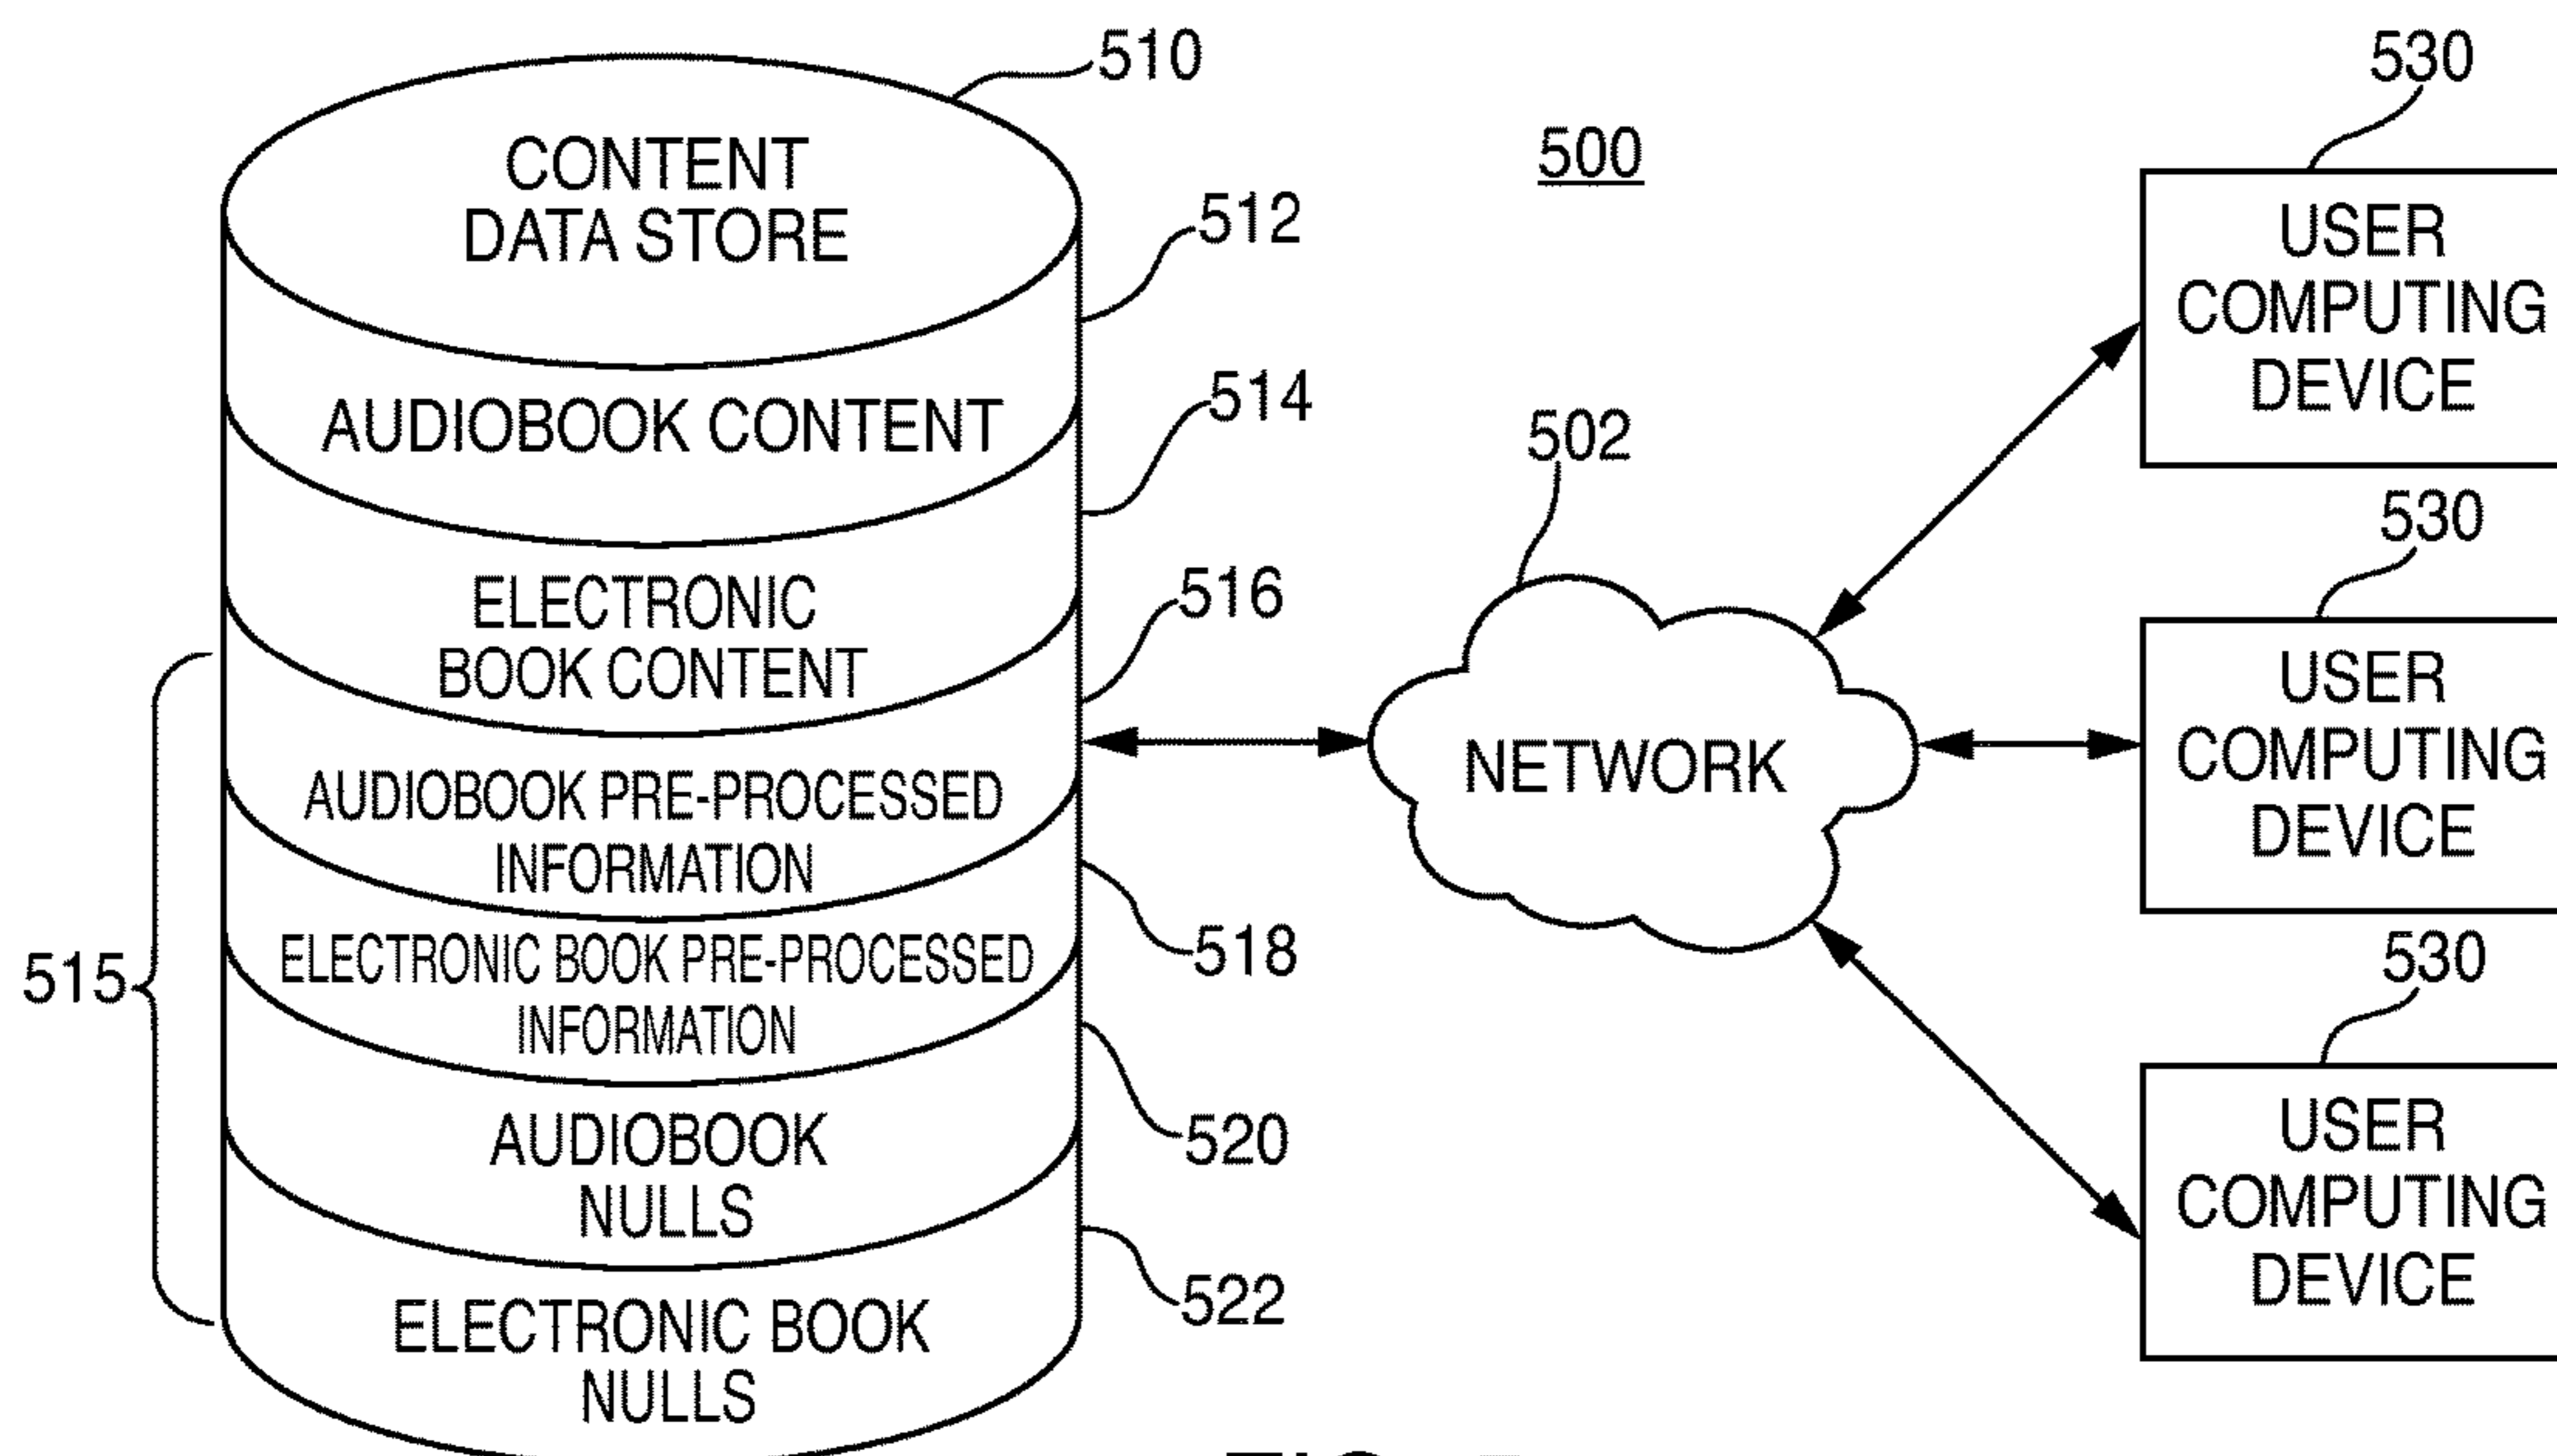 510
CONTENT
DATA STORE
512
AUDIOBOOK CONTENT
514
ELECTRONIC
BOOK CONTENT
516
AUDIOBOOK PRE-PROCESSED
INFORMATION
518
ELECTRONIC BOOK PRE-PROCESSED
INFORMATION
520
AUDIOBOOK
NULLS
522
ELECTRONIC BOOK
NULLS
515
500
502
NETWORK
530
USER
COMPUTING
DEVICE
530
USER
COMPUTING
DEVICE
530
USER
COMPUTING
DEVICE